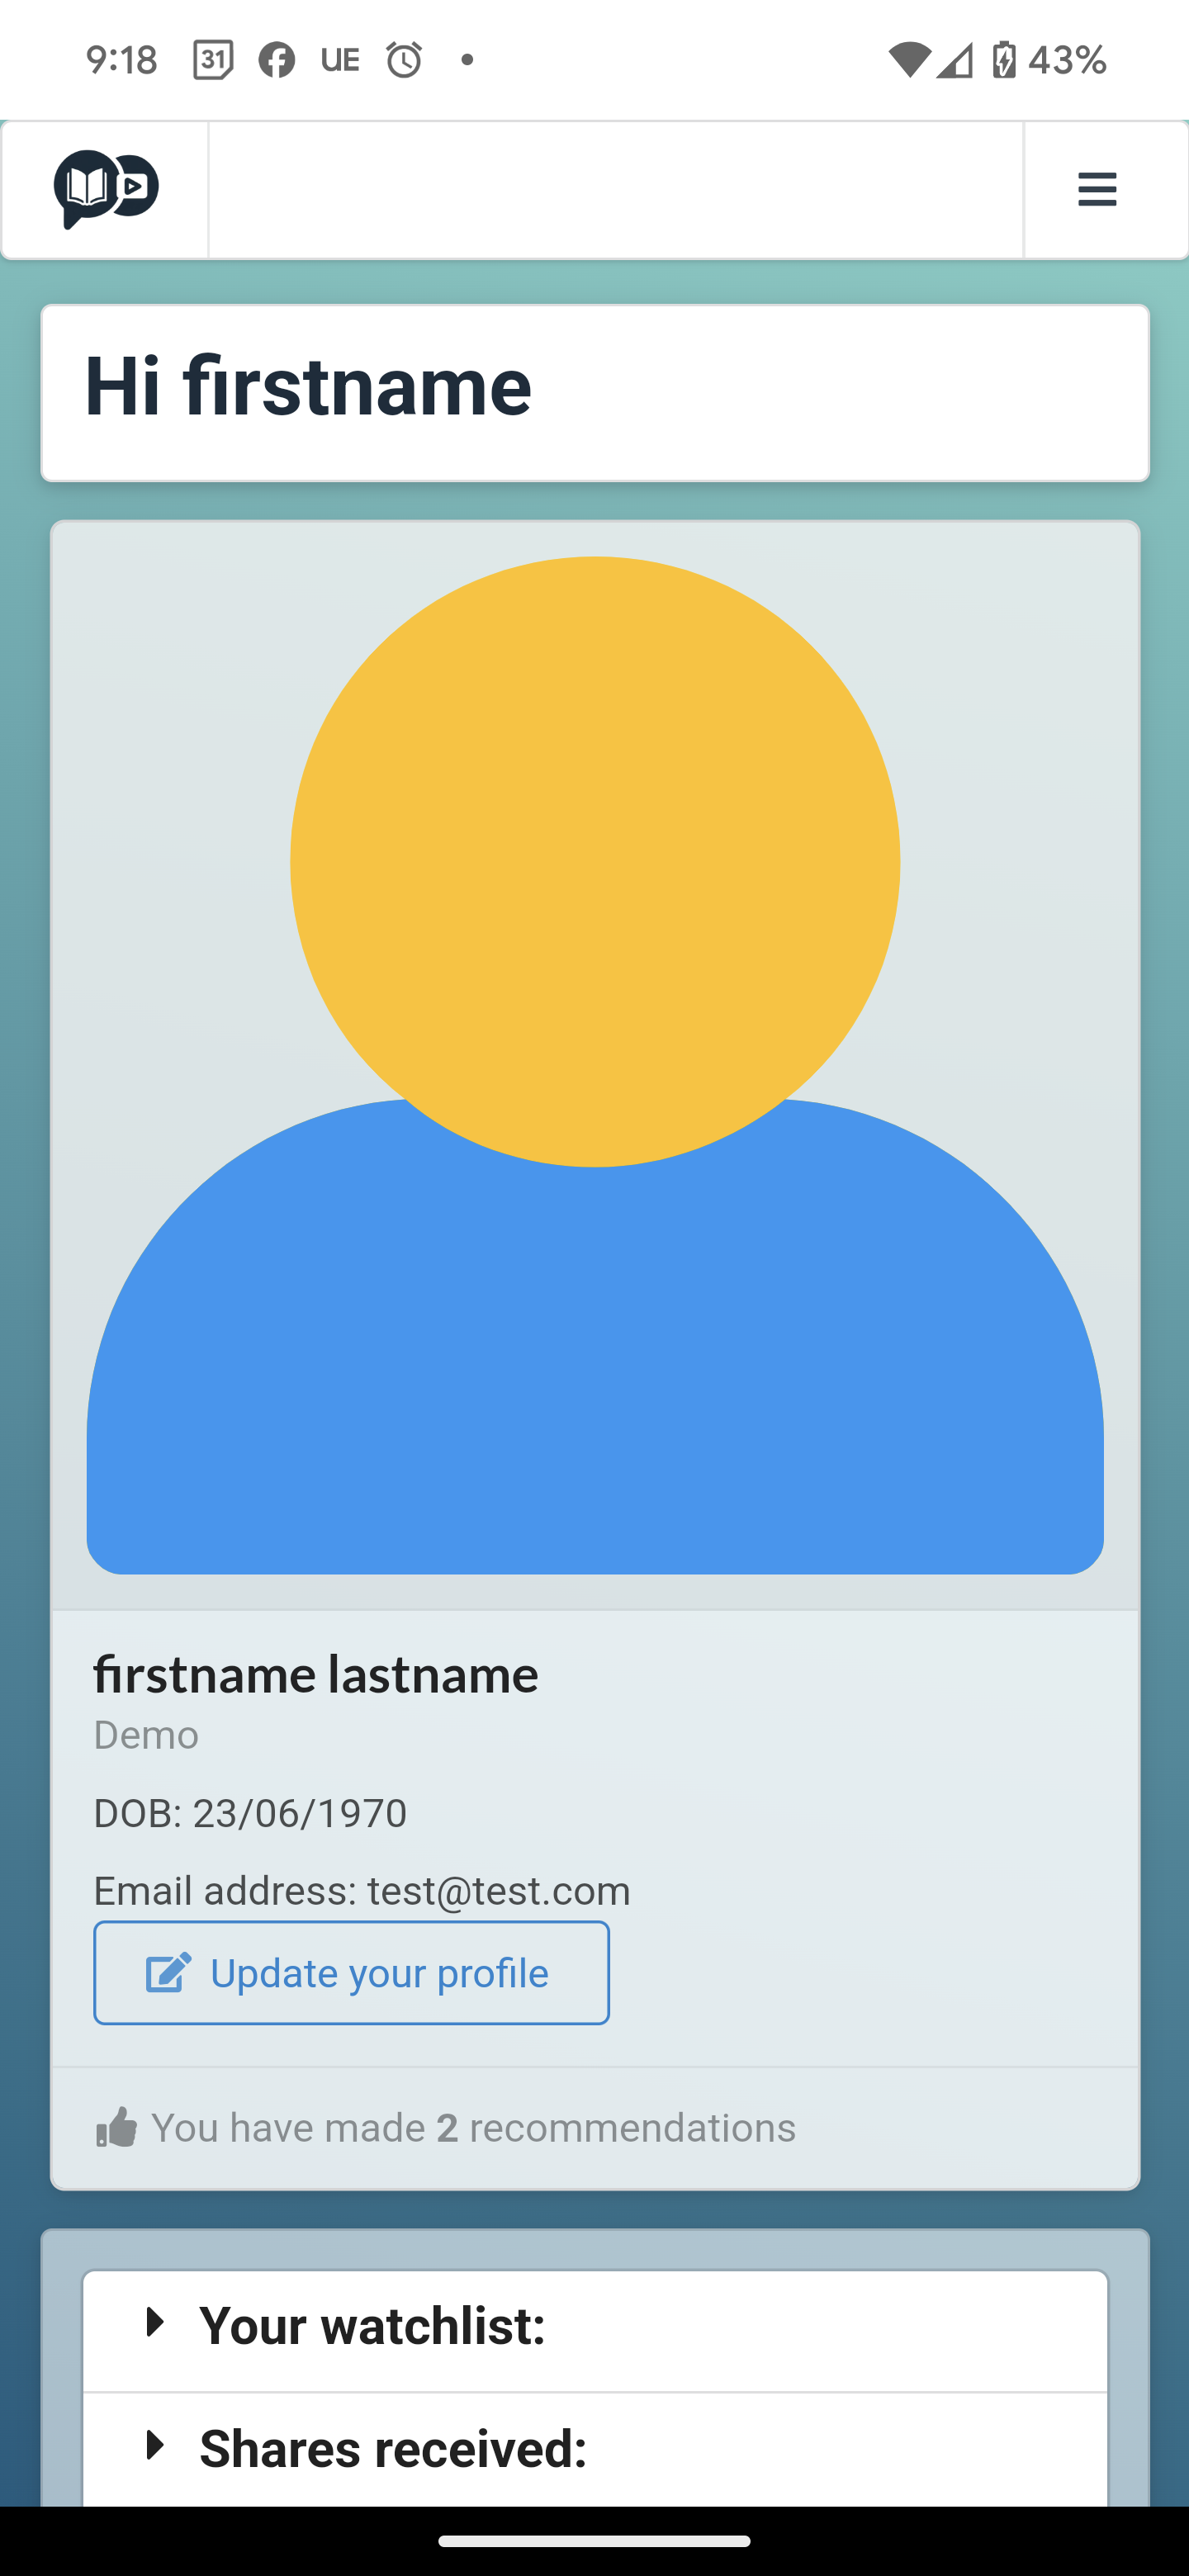 9:18 31 UE 43%
Hi firstname
firstname lastname
Demo
DOB: 23/06/1970
Email address: test@test.com
Update your profile
You have made 2 recommendations
Your watchlist:
Shares received: